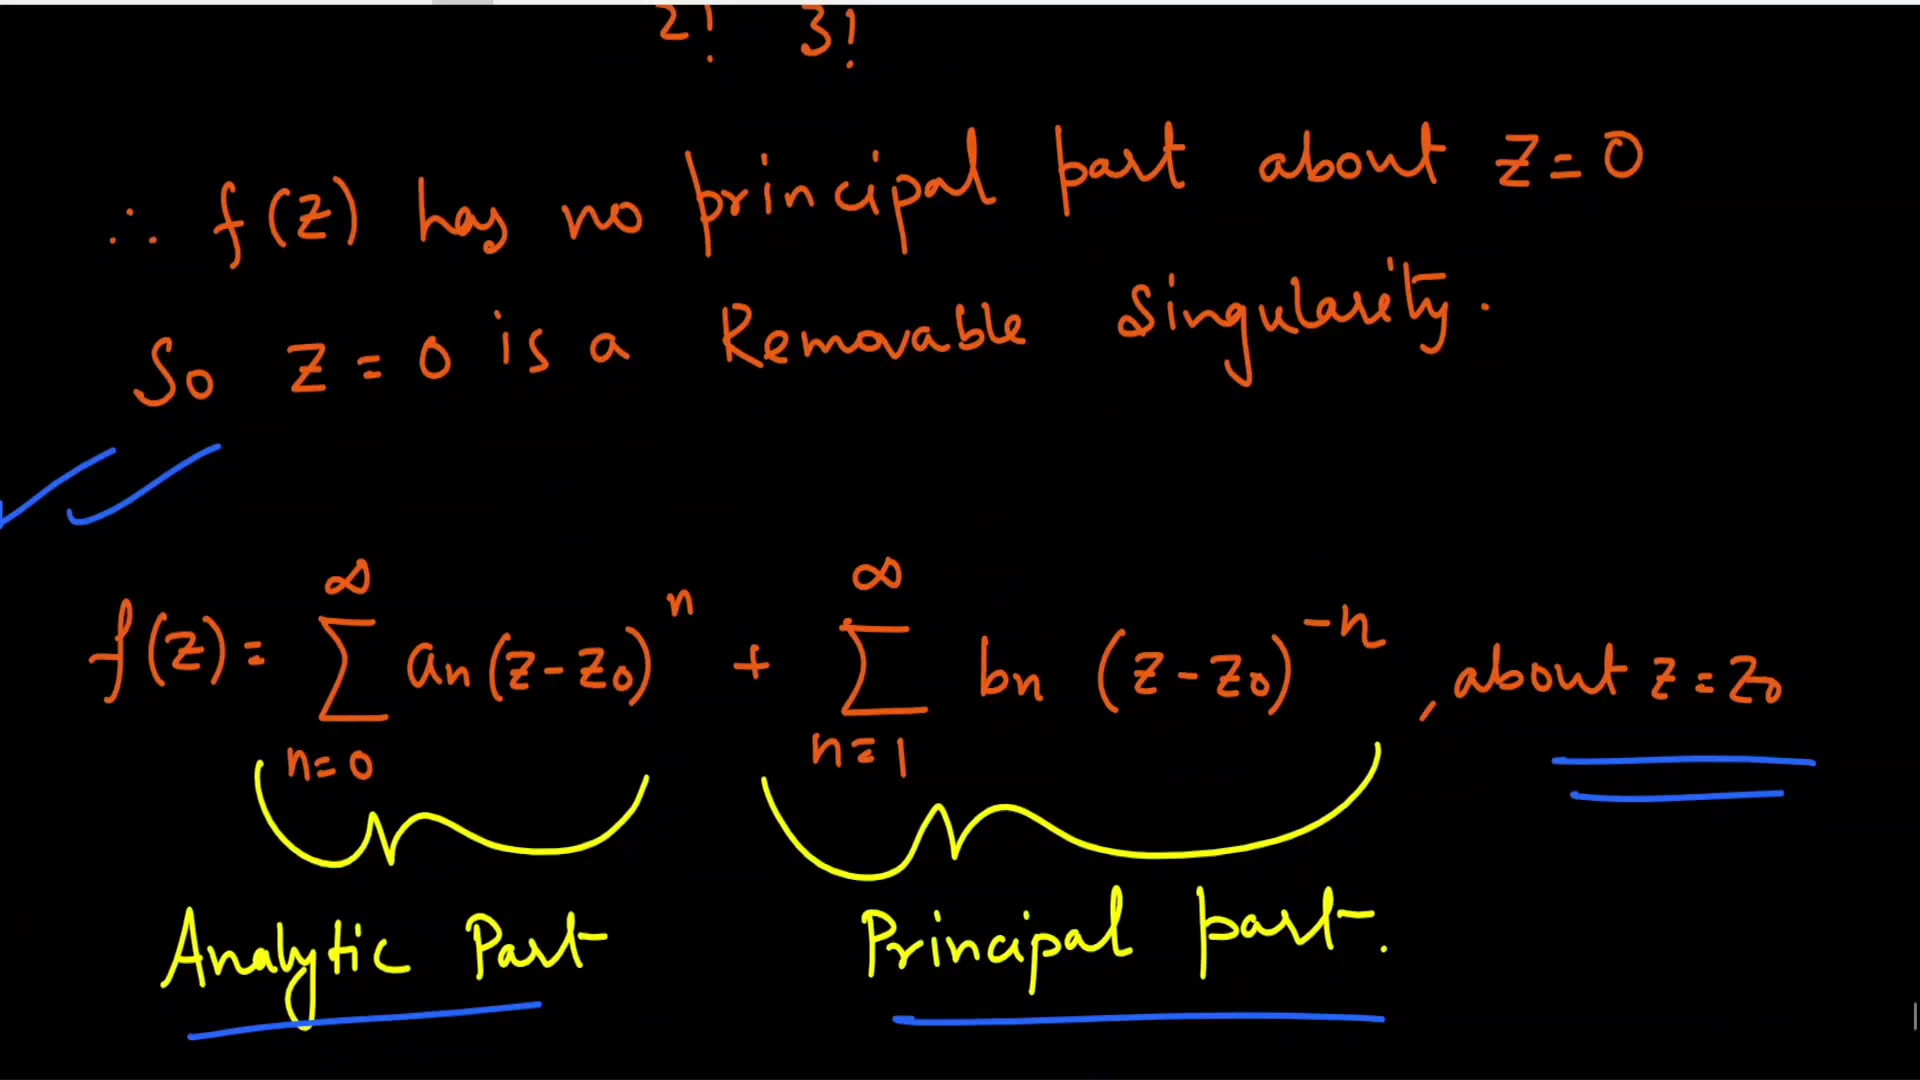 2! 3!
∴ f(z) has no principal part about z=0
So z=0 is a Removable Singularity.
f(z)= ∞ ∑ n=0 an(z-z0)^n + ∞ ∑ n=1 bn (z-z0)^-n, about z=z0
Analytic Part Principal part.